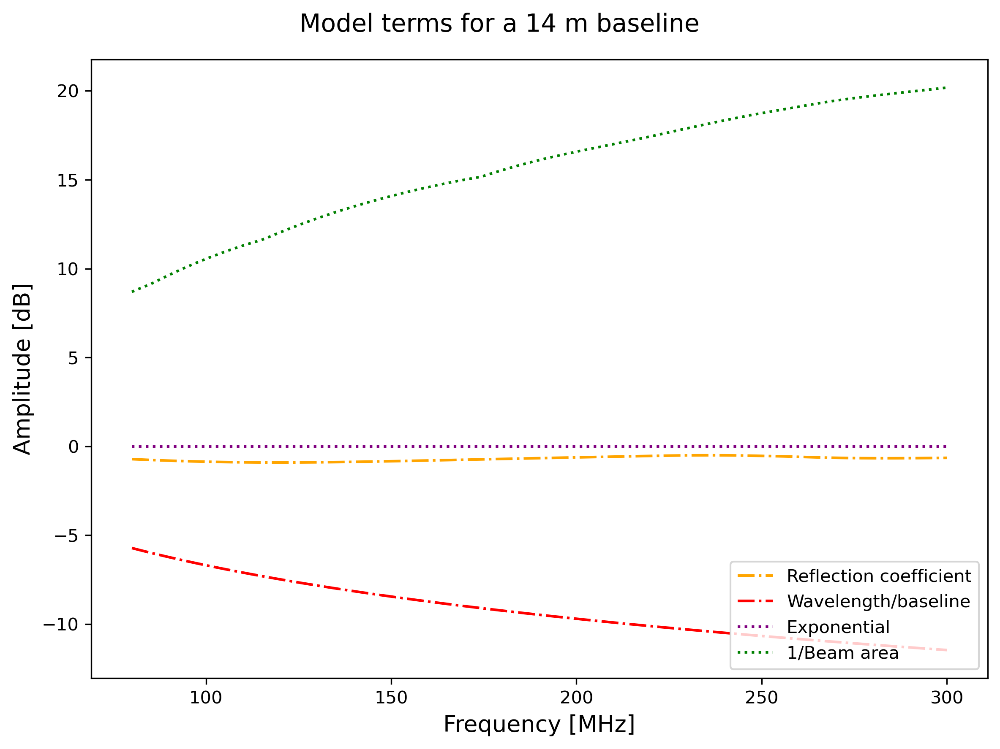 Model terms for a 14 m baseline
Amplitude [dB]
20
15
10
5
0
−5
−10
Reflection coefficient
Wavelength/baseline
Exponential
1/Beam area
100 150 200 250 300
Frequency [MHz]